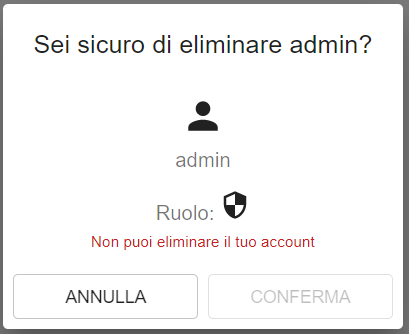 Sei sicuro di eliminare admin?
admin
Ruolo:
Non puoi eliminare il tuo account
ANNULLA
CONFERMA